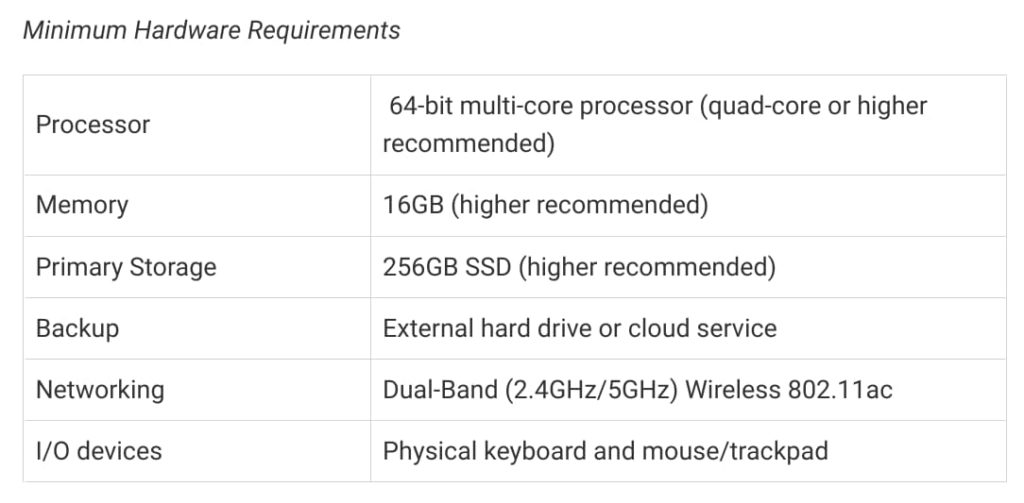 Minimum Hardware Requirements
Processor
64-bit multi-core processor (quad-core or higher
recommended)
Memory
16GB (higher recommended)
Primary Storage
256GB SSD (higher recommended)
Backup
External hard drive or cloud service
Networking
Dual-Band (2.4GHz/5GHz) Wireless 802.11ac
I/O devices
Physical keyboard and mouse/trackpad